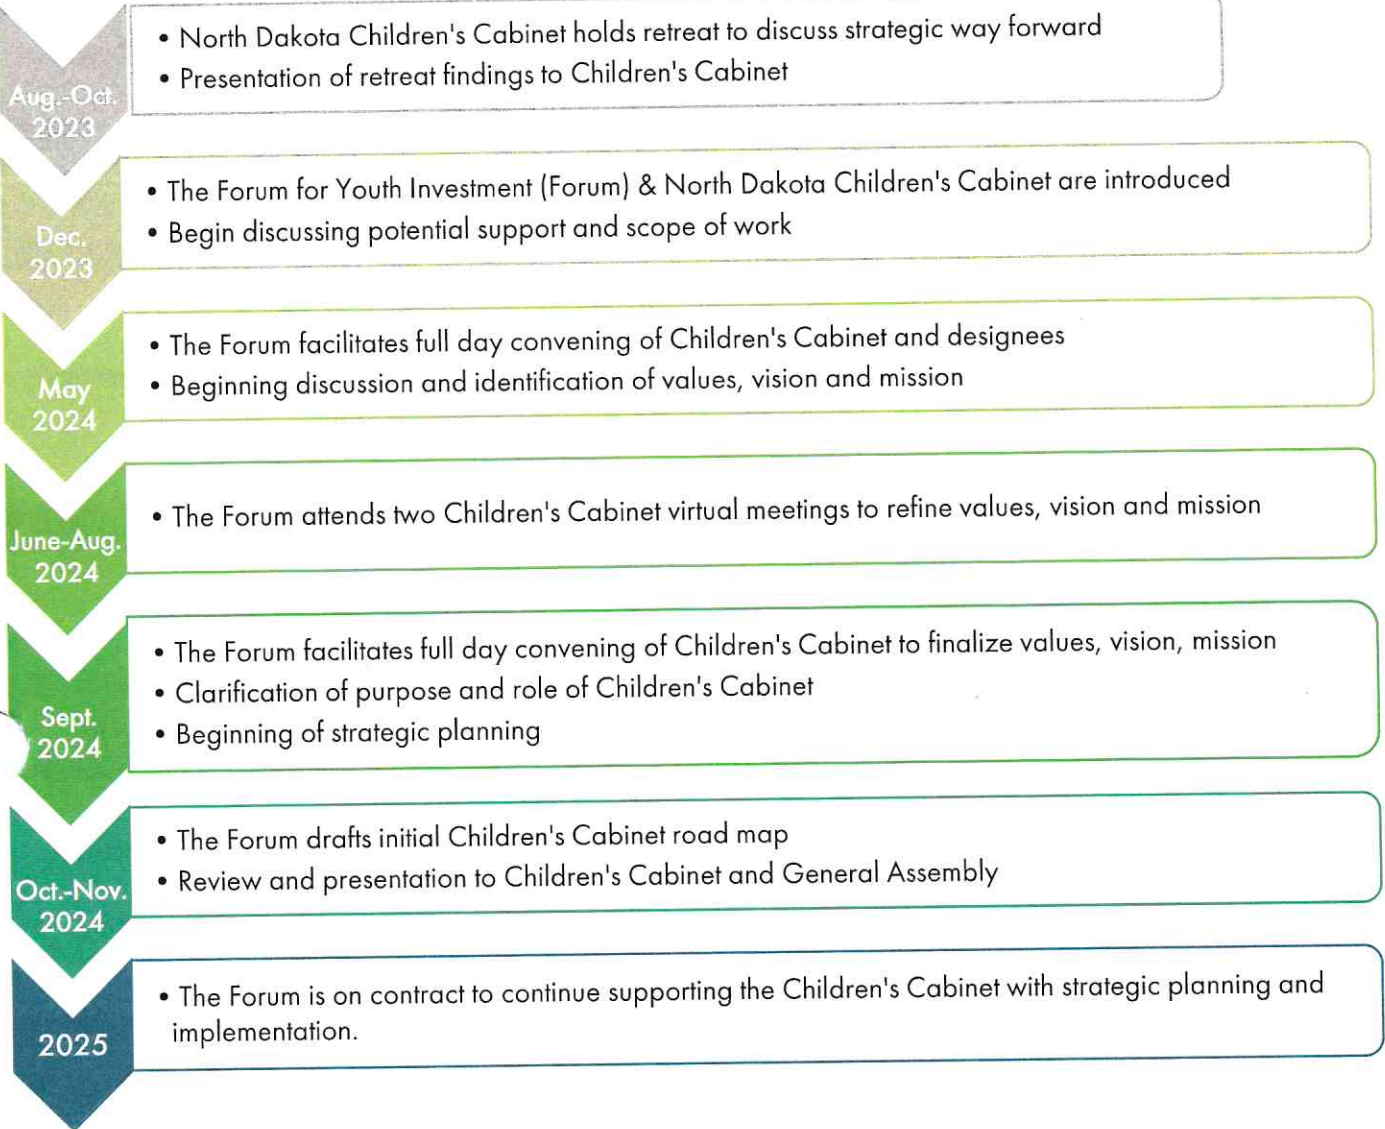 Aug.-Oct.
2023
• North Dakota Children's Cabinet holds retreat to discuss strategic way forward
• Presentation of retreat findings to Children's Cabinet
Dec.
2023
• The Forum for Youth Investment (Forum) & North Dakota Children's Cabinet are introduced
• Begin discussing potential support and scope of work
May
2024
• The Forum facilitates full day convening of Children's Cabinet and designees
• Beginning discussion and identification of values, vision and mission
June-Aug.
2024
• The Forum attends two Children's Cabinet virtual meetings to refine values, vision and mission
Sept.
2024
• The Forum facilitates full day convening of Children's Cabinet to finalize values, vision, mission
• Clarification of purpose and role of Children's Cabinet
• Beginning of strategic planning
Oct.-Nov.
2024
• The Forum drafts initial Children's Cabinet road map
• Review and presentation to Children's Cabinet and General Assembly
2025
• The Forum is on contract to continue supporting the Children's Cabinet with strategic planning and
implementation.